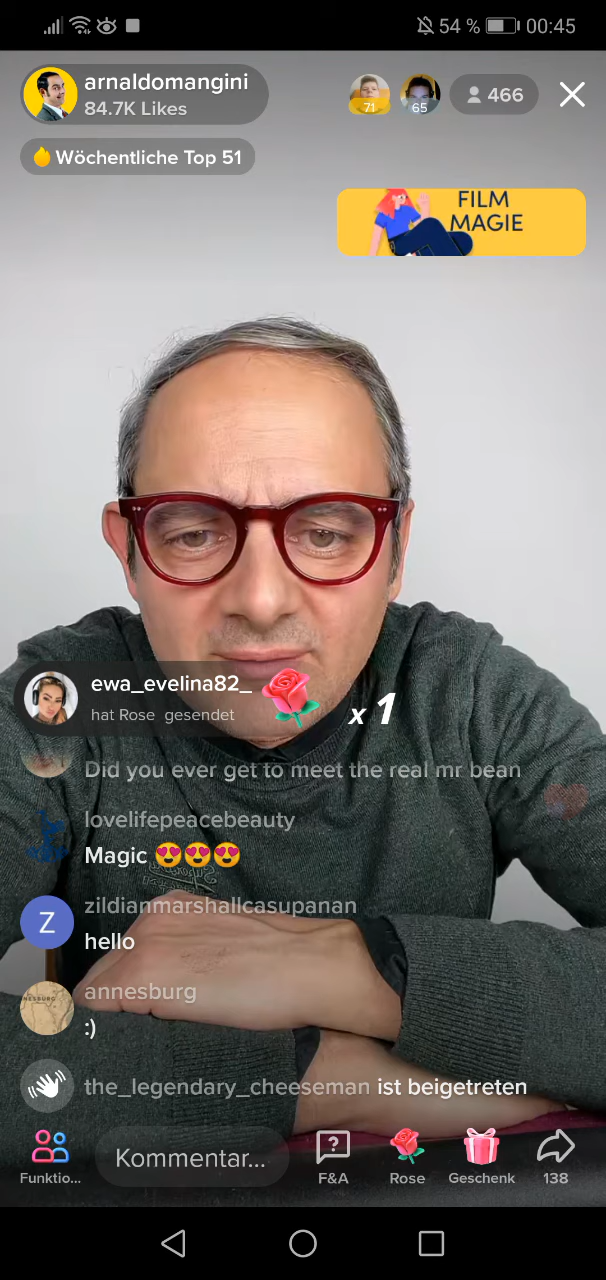 54 % 00:45
arnaldomangini
84.7K Likes
71
65
466
Wöchentliche Top 51
FILM
MAGIE
ewa_evelina82_
hat Rose gesendet
x 1
Did you ever get to meet the real mr bean
lovelifepeacebeauty
Magic 😍😍😍
Z
zildianmarshallcasupanan
hello
annesburg
:)
the_legendary_cheeseman ist beigetreten
Kommentar...
Funktio...
F&A
Rose
Geschenk
138